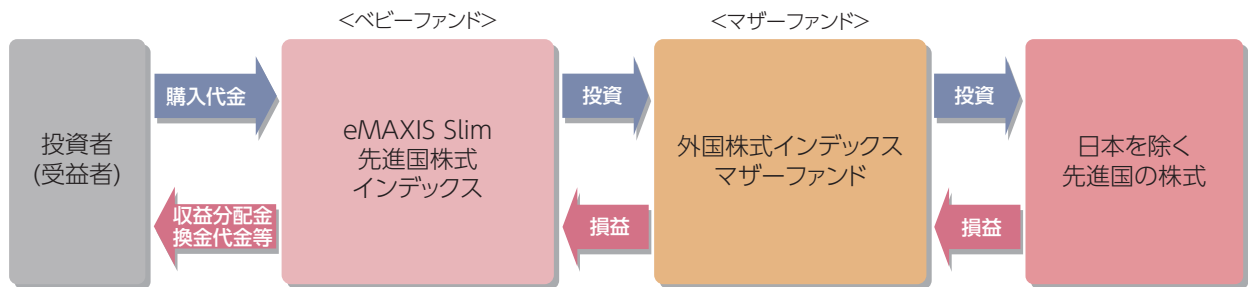 <ベビーファンド>
<マザーファンド>
投資者
(受益者)
購入代金
収益分配金
換金代金等
eMAXIS Slim
先進国株式
インデックス
投資
損益
外国株式インデックス
マザーファンド
投資
損益
日本を除く
先進国の株式